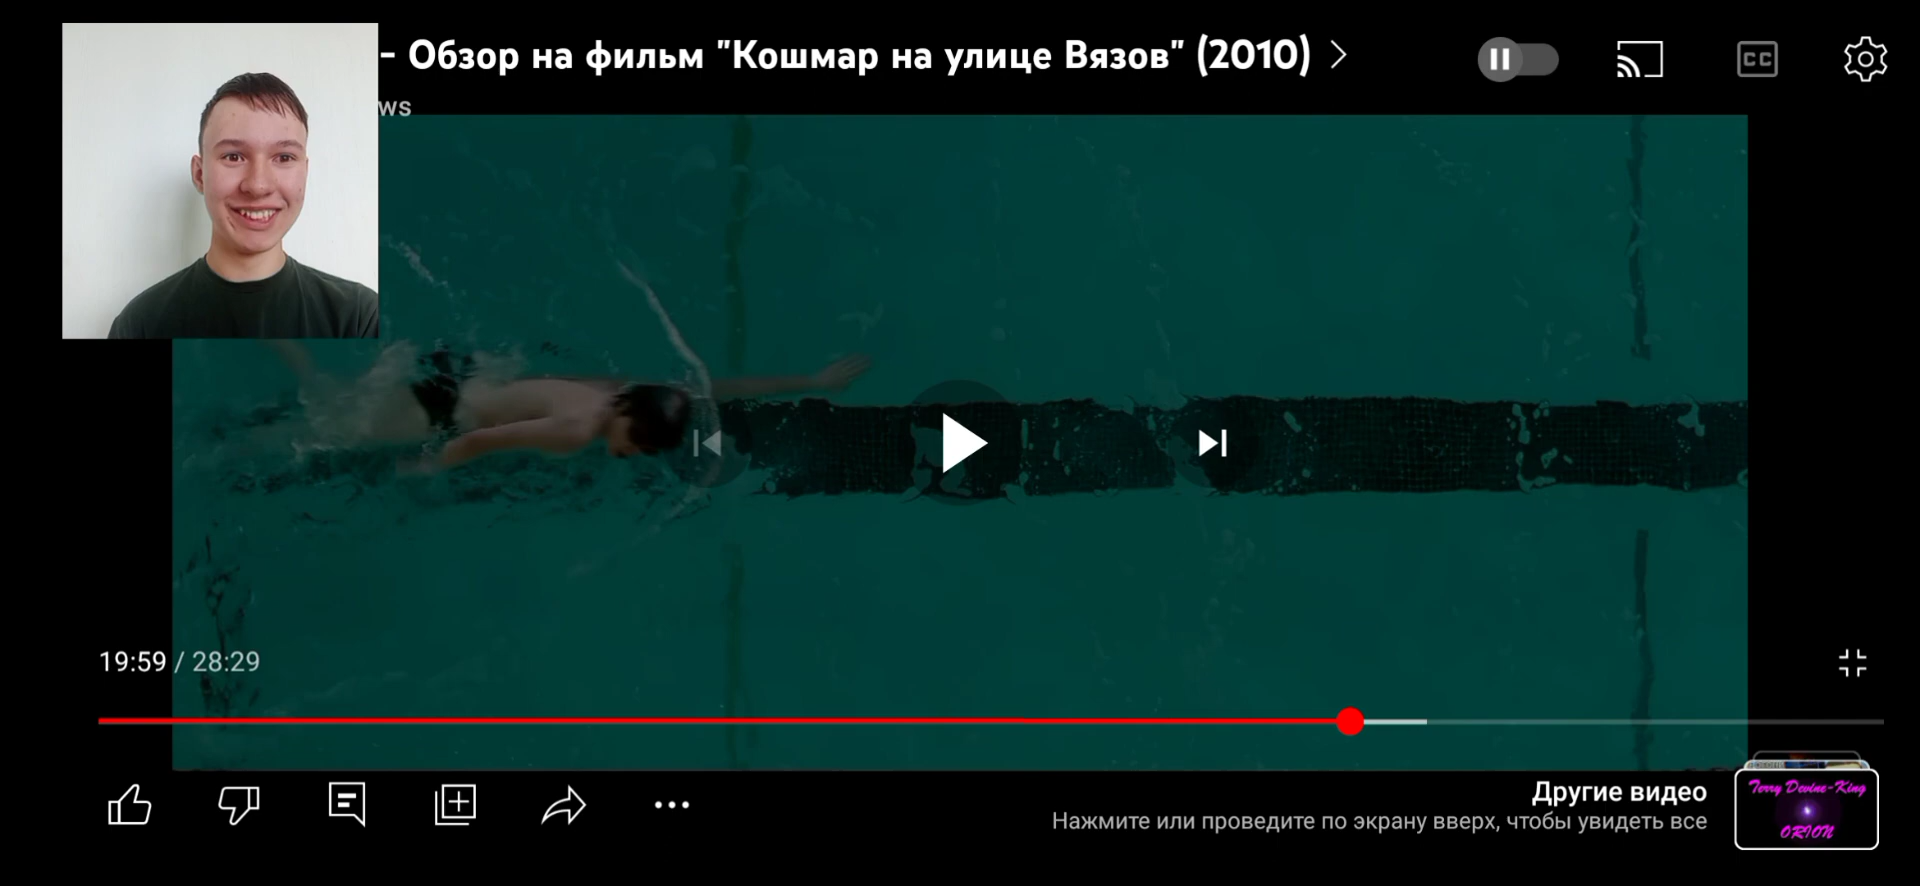 - Обзор на фильм "Кошмар на улице Вязов" (2010)
ws
CC
19:59 / 28:29
Другие видео
Нажмите или проведите по экрану вверх, чтобы увидеть все
Terry Devine-King
ORION